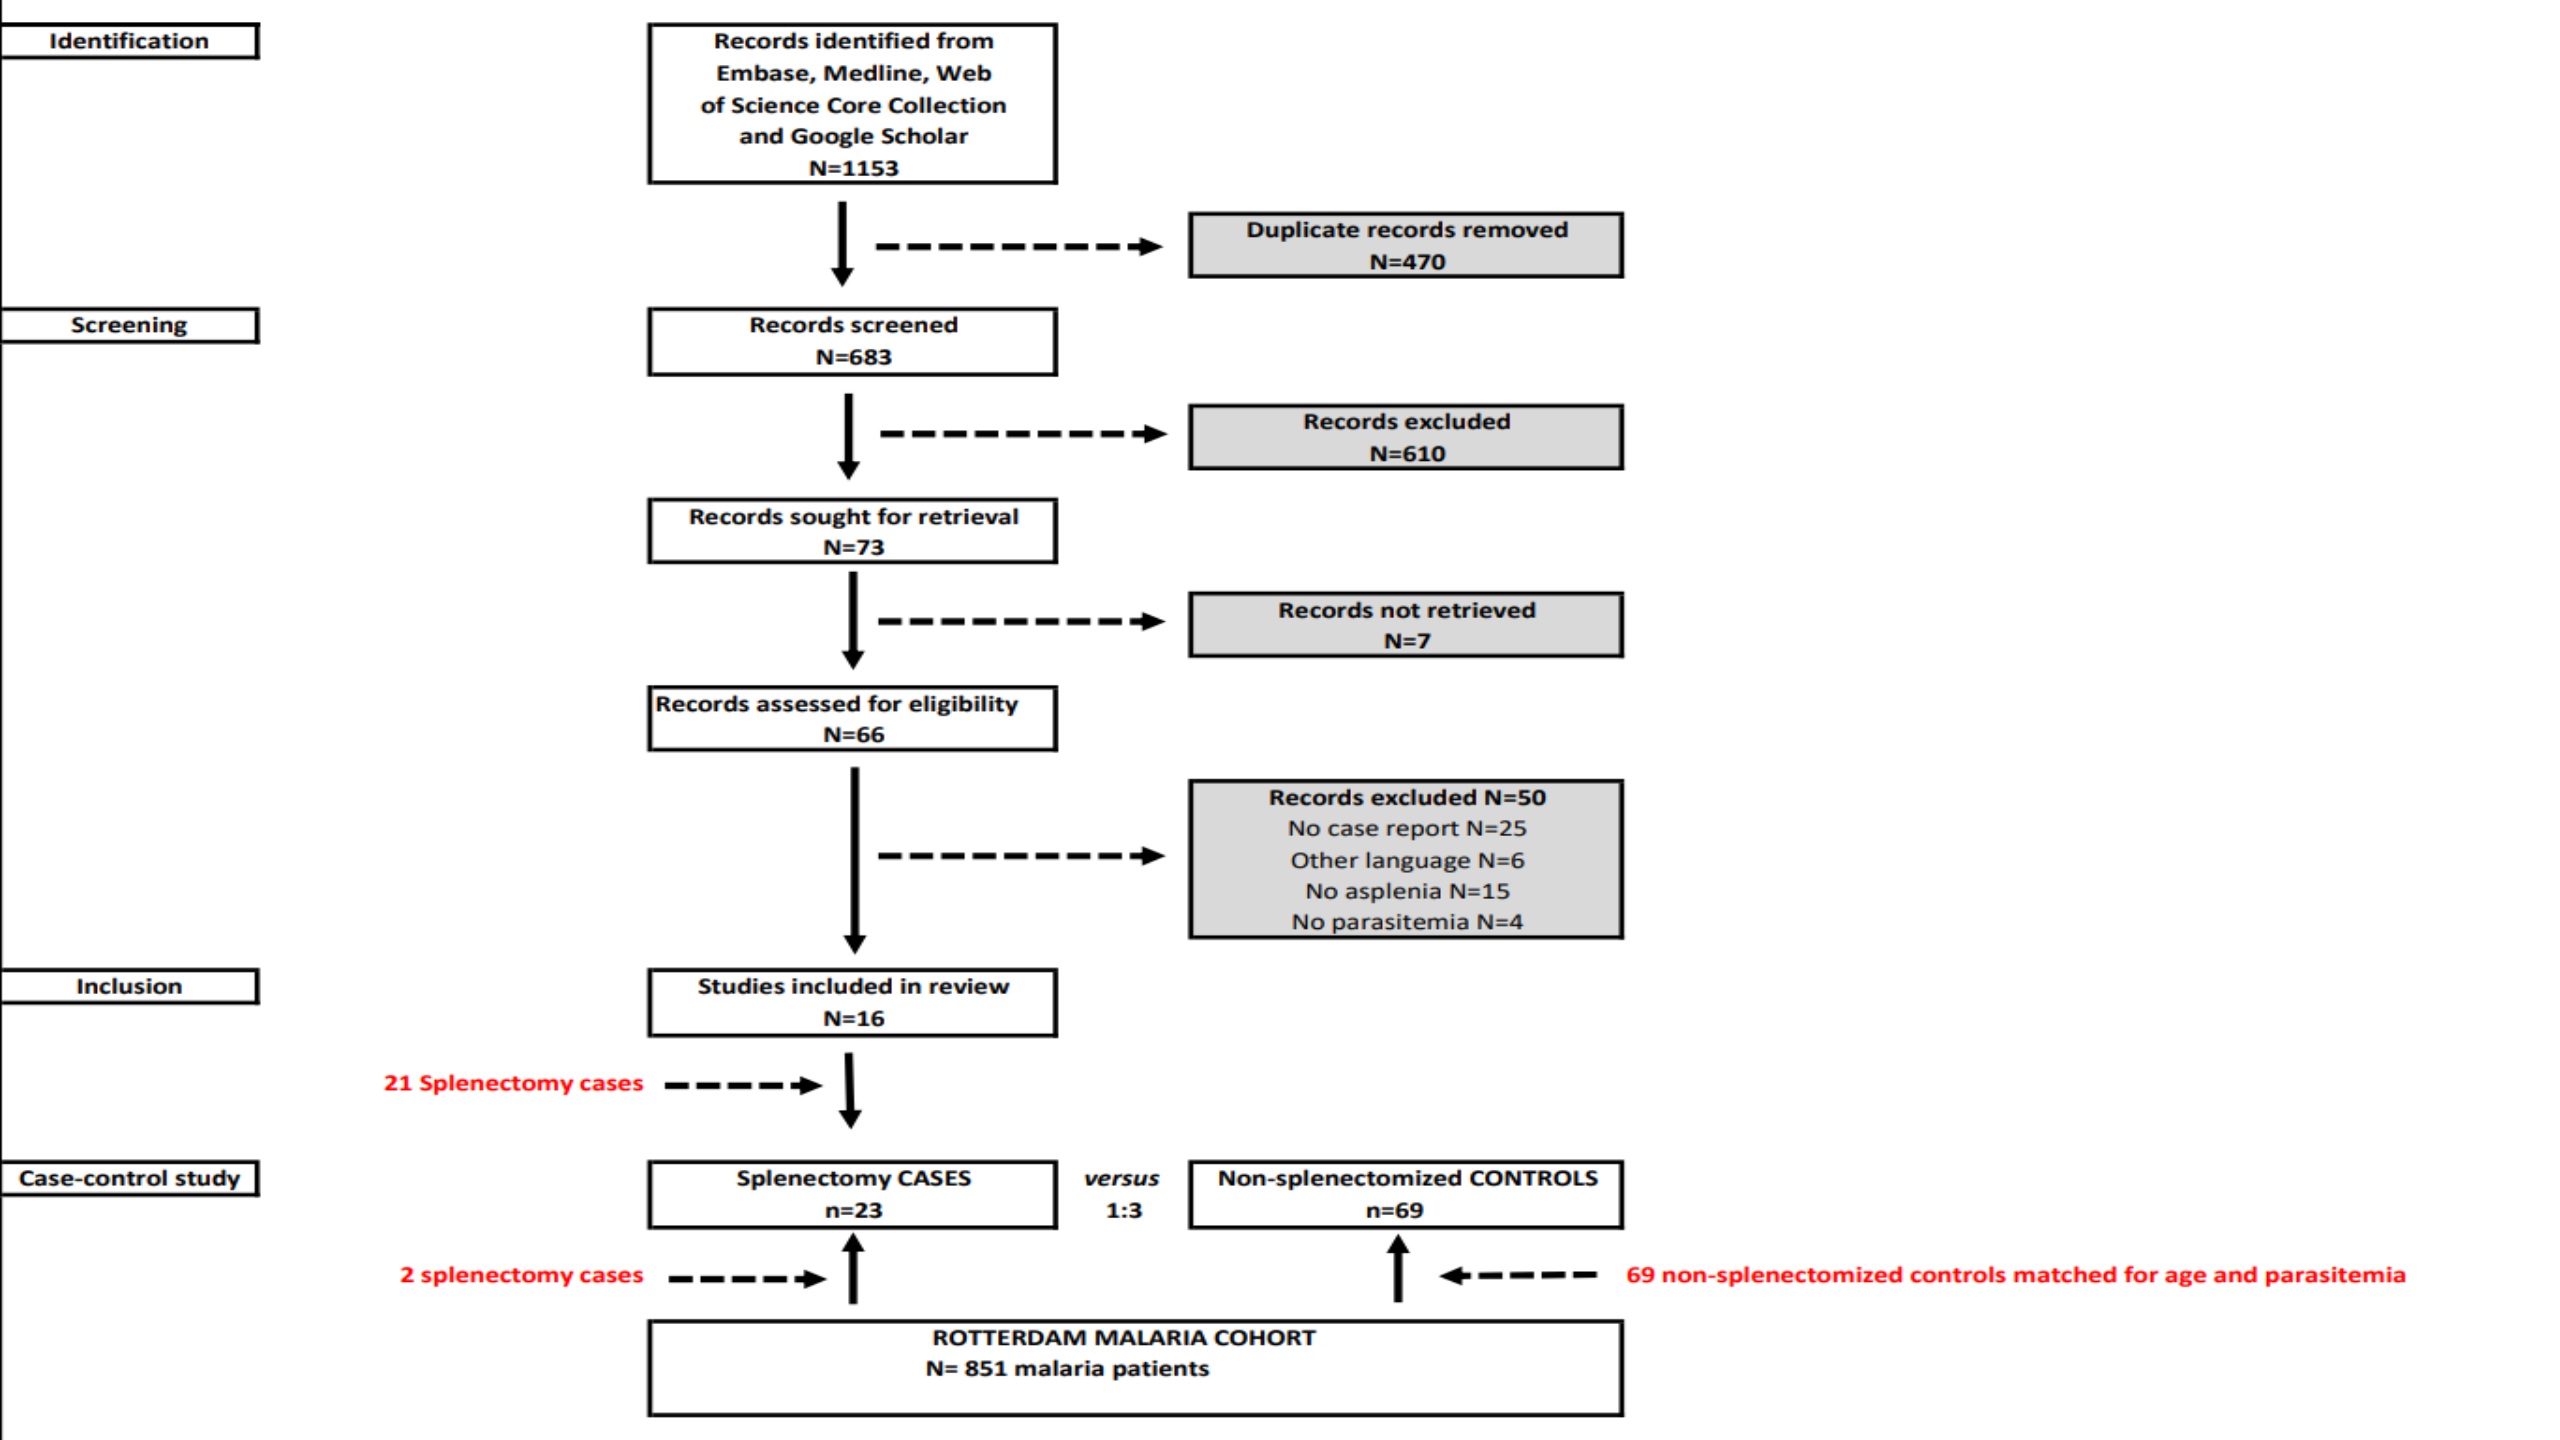 Identification
Records identified from
Embase, Medline, Web
of Science Core Collection
and Google Scholar
N=1153
Duplicate records removed
N=470
Screening
Records screened
N=683
Records excluded
N=610
Records sought for retrieval
N=73
Records not retrieved
N=7
Records assessed for eligibility
N=66
Records excluded N=50
No case report N=25
Other language N=6
No asplenia N=15
No parasitemia N=4
Inclusion
Studies included in review
N=16
21 Splenectomy cases
Case-control study
Splenectomy CASES
n=23
versus
1:3
Non-splenectomized CONTROLS
n=69
2 splenectomy cases
69 non-splenectomized controls matched for age and parasitemia
ROTTERDAM MALARIA COHORT
N= 851 malaria patients